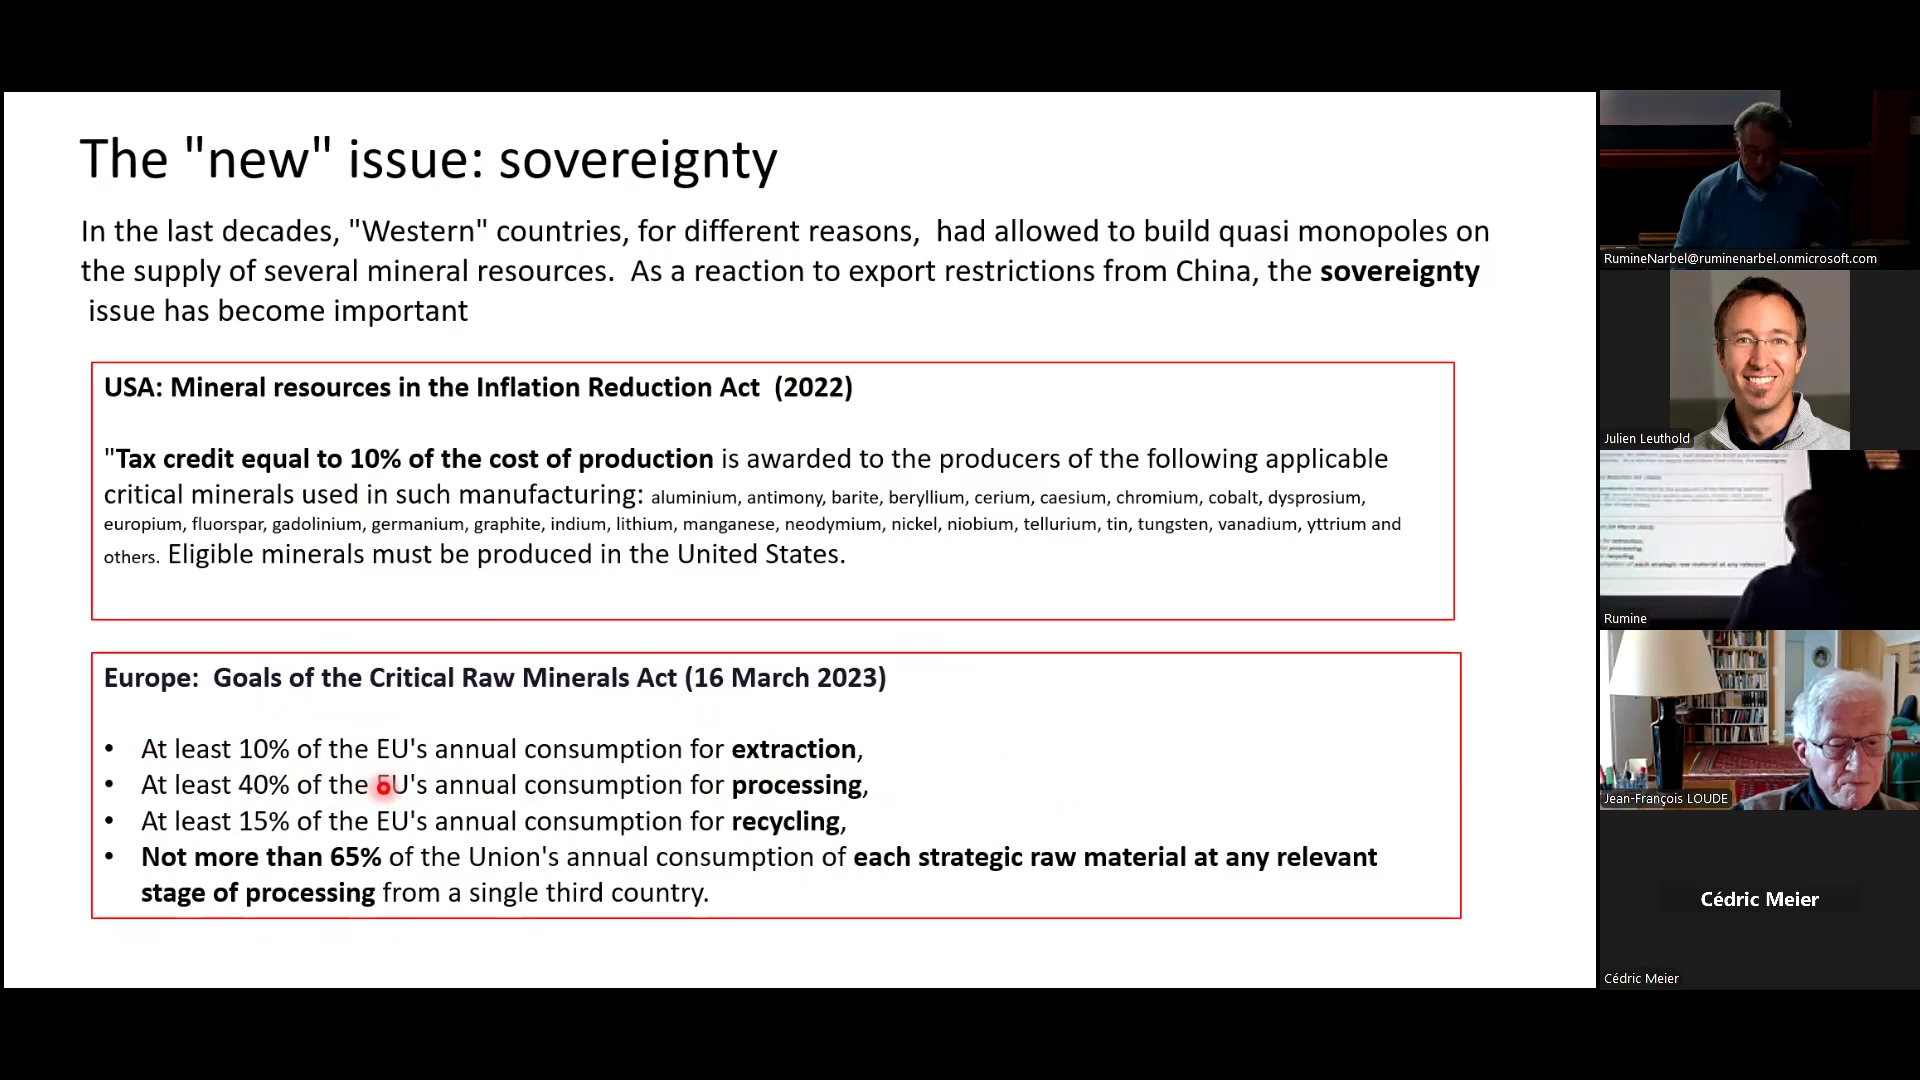 The "new" issue: sovereignty
In the last decades, "Western" countries, for different reasons,  had allowed to build quasi monopoles on
the supply of several mineral resources.  As a reaction to export restrictions from China, the sovereignty
issue has become important
USA: Mineral resources in the Inflation Reduction Act  (2022)
"Tax credit equal to 10% of the cost of production is awarded to the producers of the following applicable
critical minerals used in such manufacturing: aluminium, antimony, barite, beryllium, cerium, caesium, chromium, cobalt, dysprosium,
europium, fluorspar, gadolinium, germanium, graphite, indium, lithium, manganese, neodymium, nickel, niobium, tellurium, tin, tungsten, vanadium, yttrium and
others. Eligible minerals must be produced in the United States.
Europe:  Goals of the Critical Raw Minerals Act (16 March 2023)
• At least 10% of the EU's annual consumption for extraction,
• At least 40% of the EU's annual consumption for processing,
• At least 15% of the EU's annual consumption for recycling,
• Not more than 65% of the Union's annual consumption of each strategic raw material at any relevant
stage of processing from a single third country.
RumineNarbel@ruminenarbel.onmicrosoft.com
Julien Leuthold
Rumine
Jean-François LOUDE
Cédric Meier
Cédric Meier